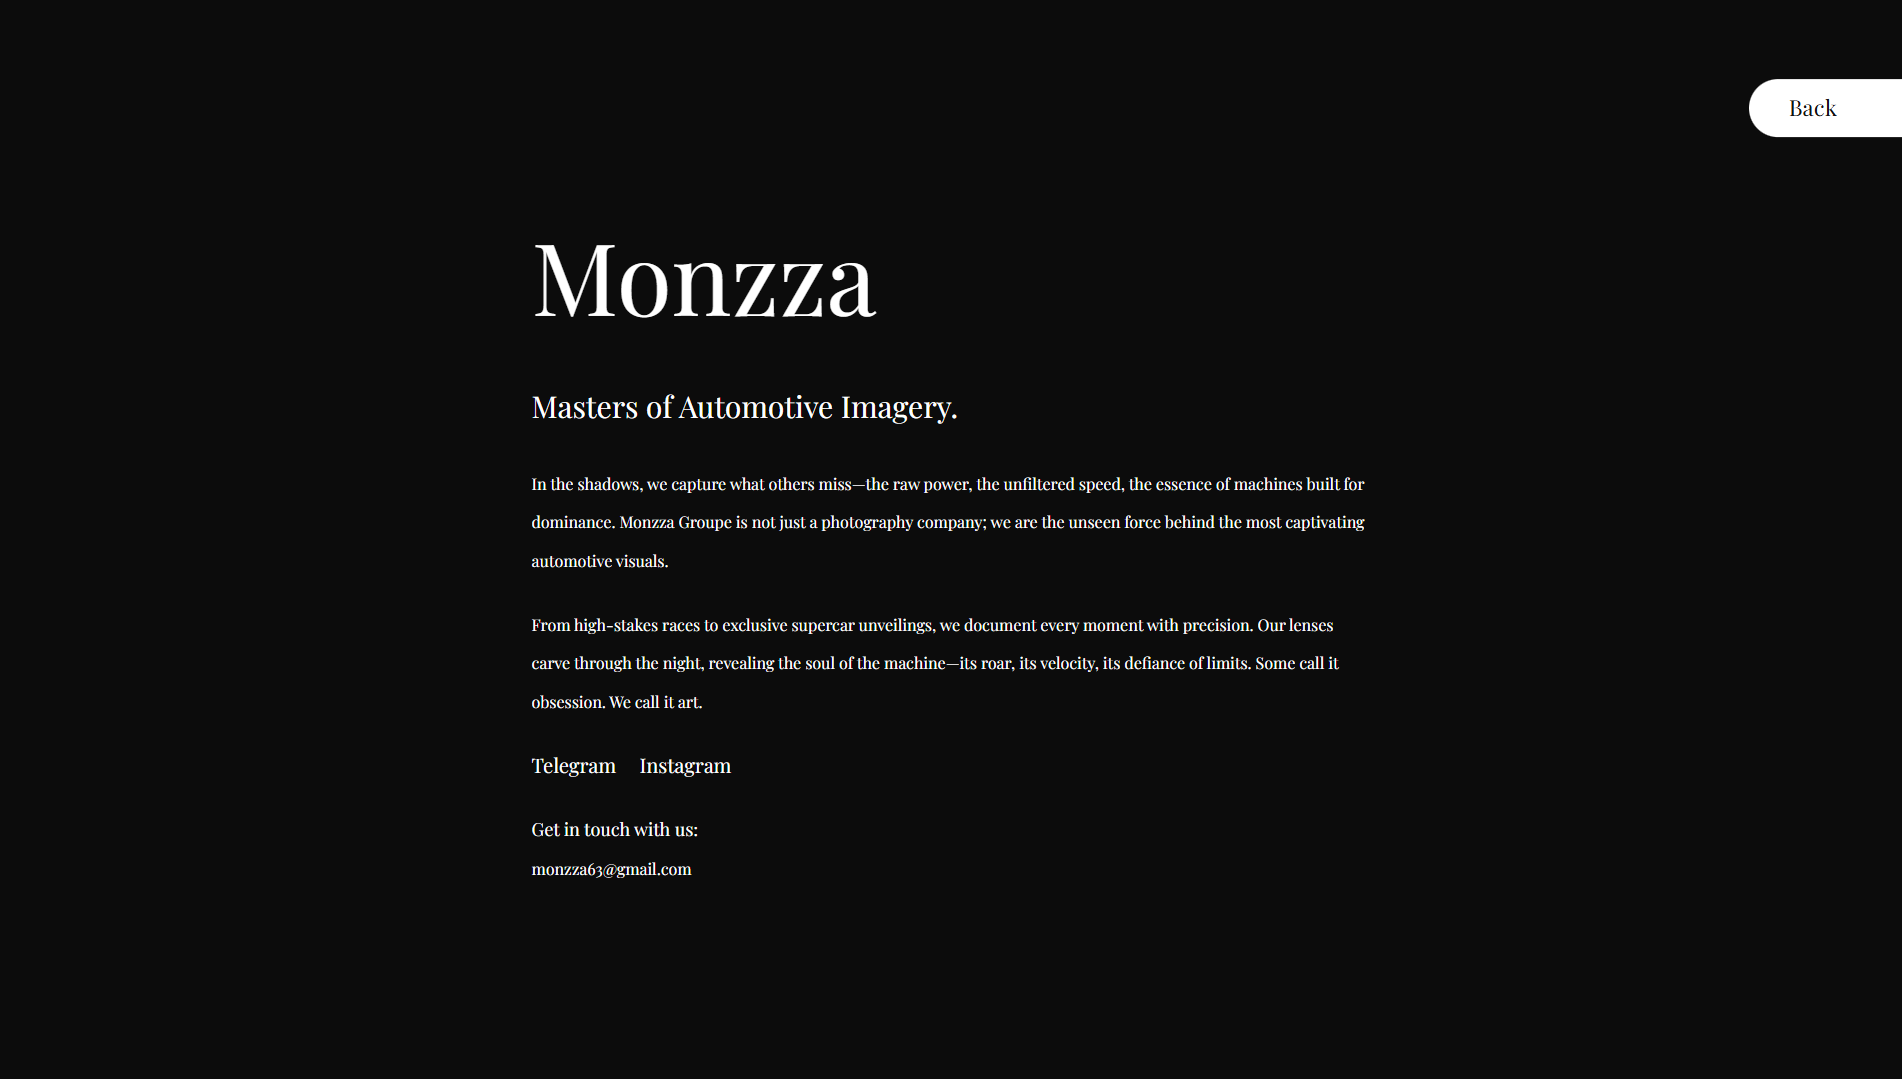 Back
Monzza
Masters of Automotive Imagery.
In the shadows, we capture what others miss—the raw power, the unfiltered speed, the essence of machines built for
dominance. Monzza Groupe is not just a photography company; we are the unseen force behind the most captivating
automotive visuals.
From high-stakes races to exclusive supercar unveilings, we document every moment with precision. Our lenses
carve through the night, revealing the soul of the machine—its roar, its velocity, its defiance of limits. Some call it
obsession. We call it art.
Telegram Instagram
Get in touch with us:
monzza63@gmail.com